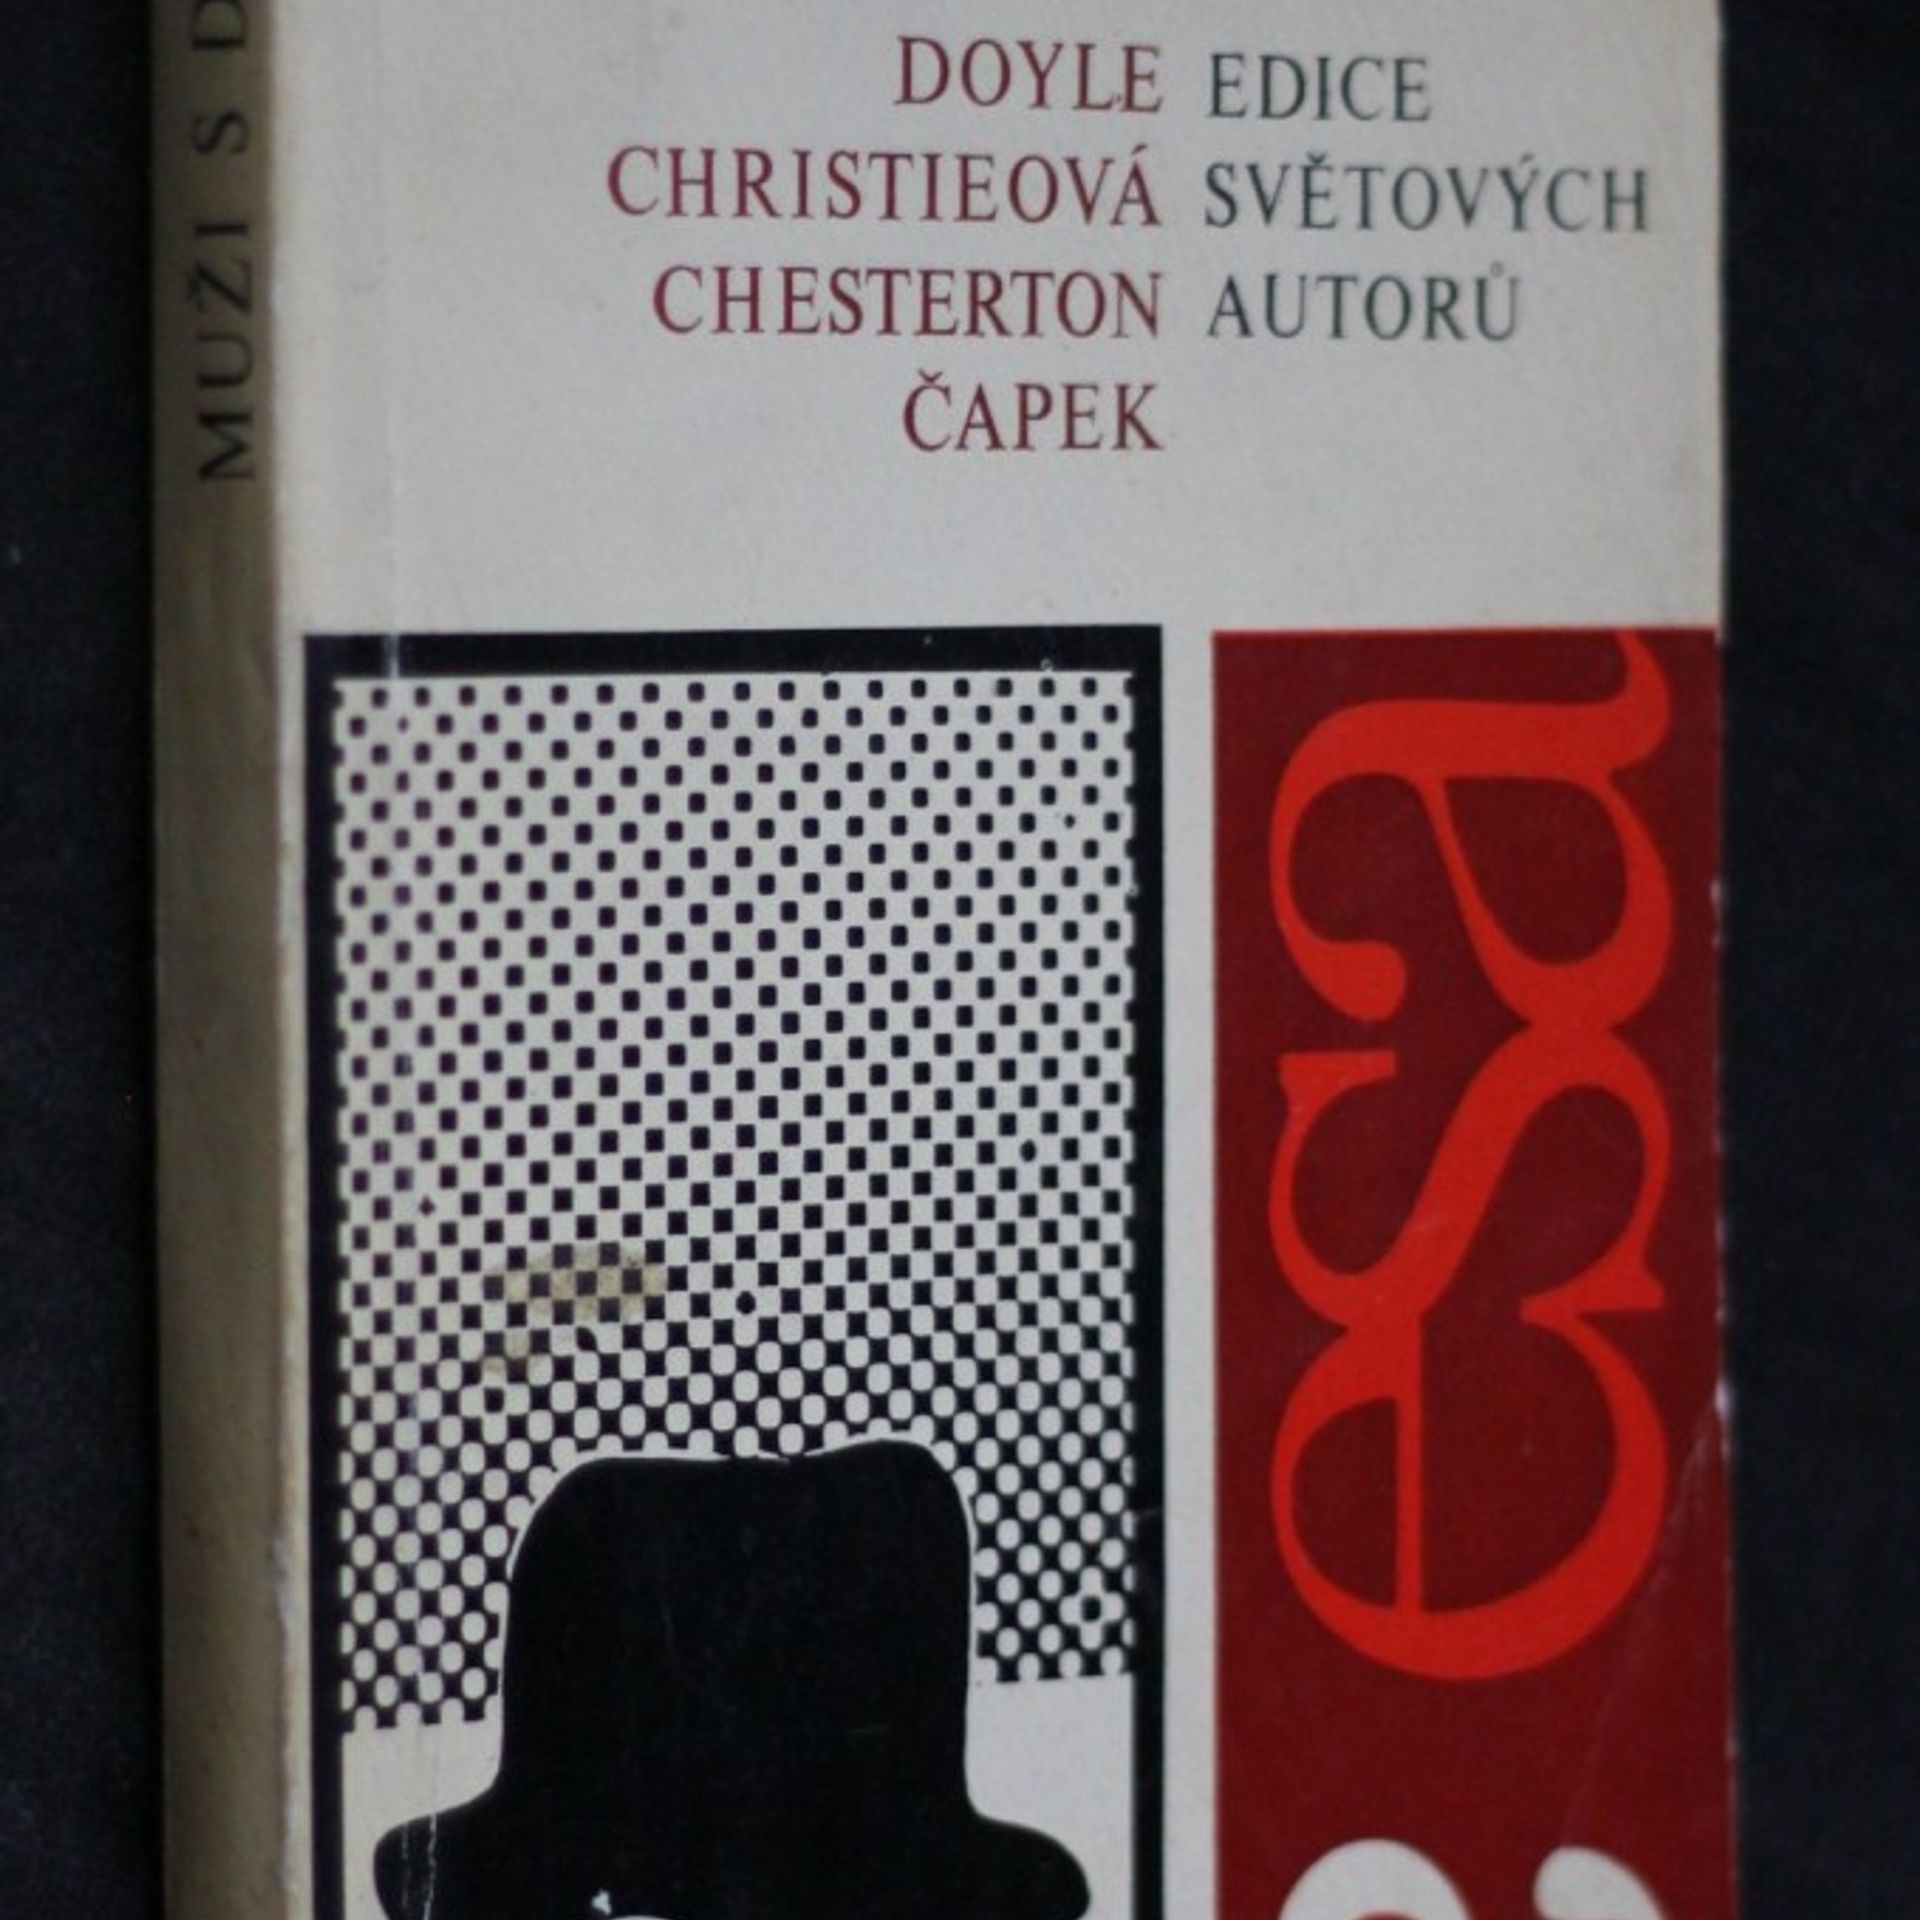 MUŽI S D
DOYLE
CHRISTIEOVÁ
CHESTERTON
ČAPEK
EDICE
SVĚTOVÝCH
AUTORŮ
esa